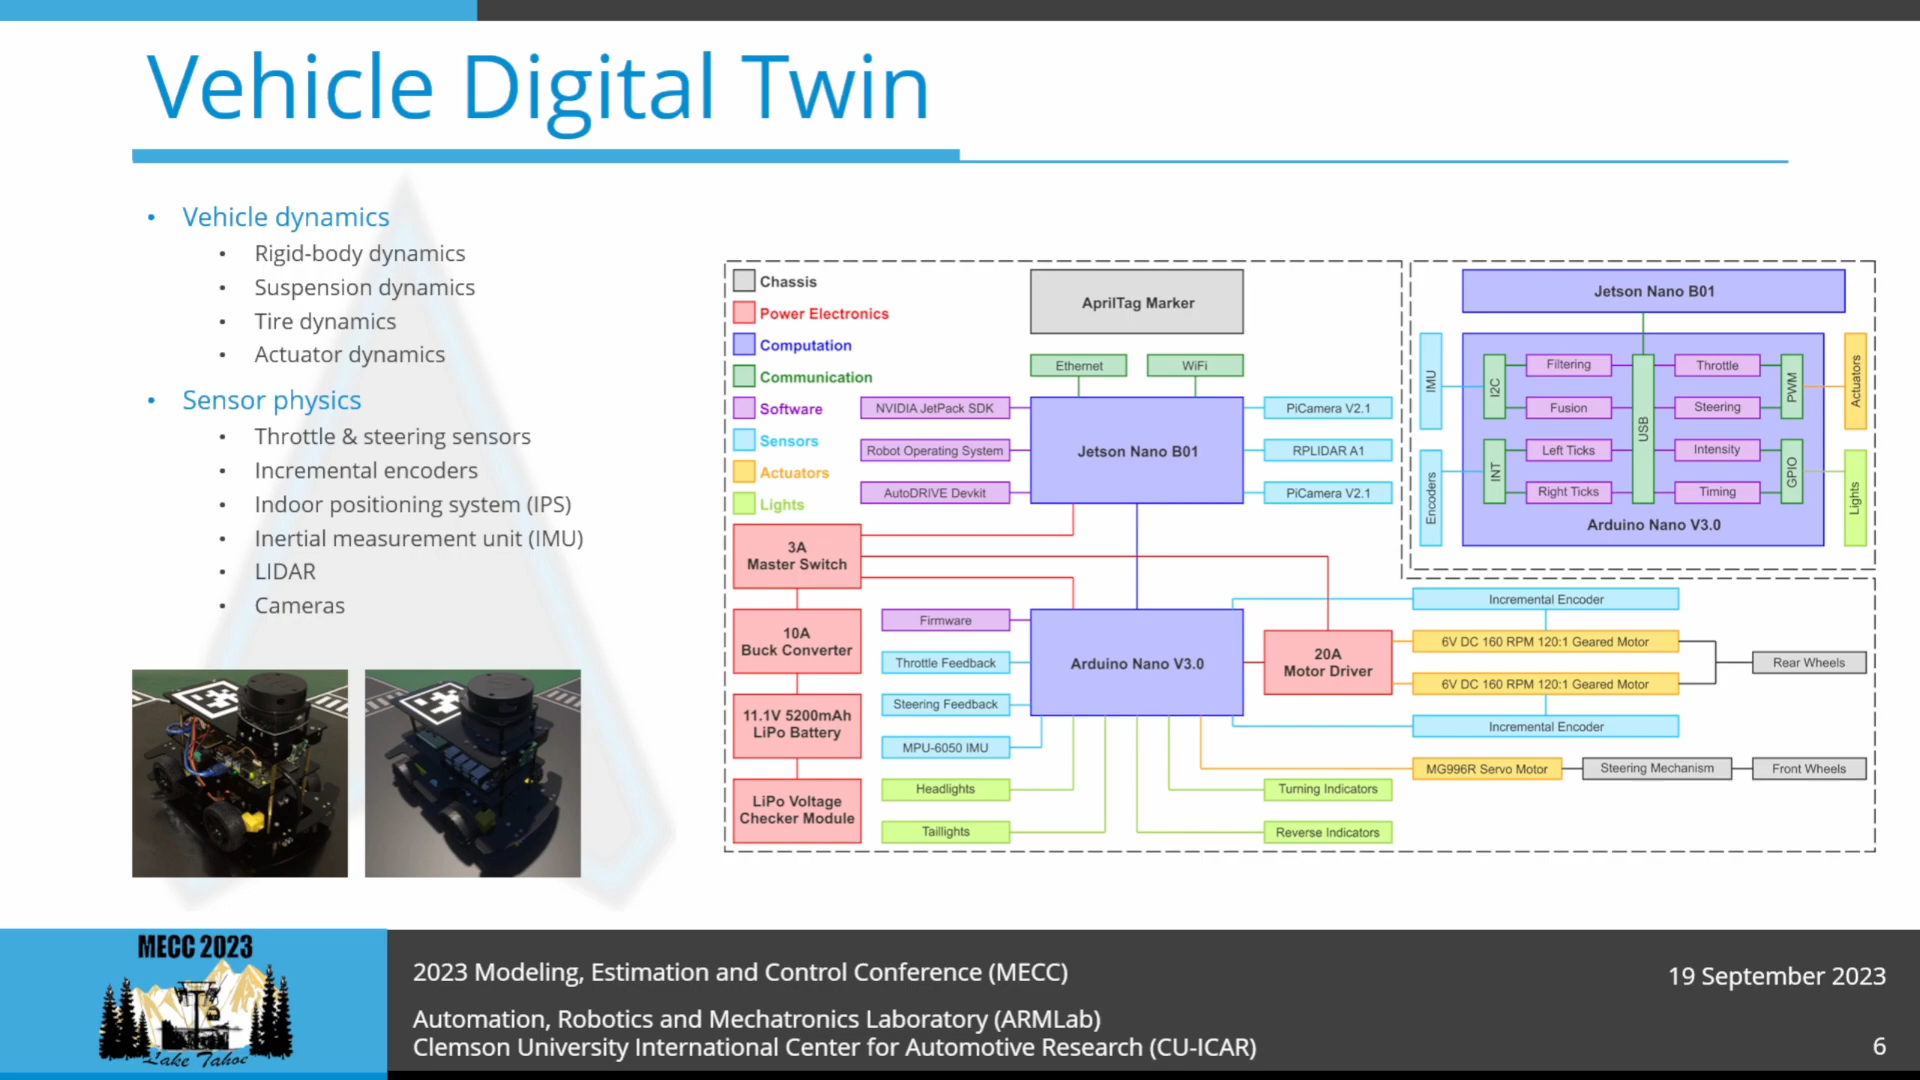 Vehicle Digital Twin
• Vehicle dynamics
• Rigid-body dynamics
• Suspension dynamics
• Tire dynamics
• Actuator dynamics
• Sensor physics
• Throttle & steering sensors
• Incremental encoders
• Indoor positioning system (IPS)
• Inertial measurement unit (IMU)
• LIDAR
• Cameras
Chassis
Power Electronics
Computation
Communication
Software
Sensors
Actuators
Lights
AprilTag Marker
Ethernet
WiFi
NVIDIA JetPack SDK
Robot Operating System
AutoDRIVE Devkit
Jetson Nano B01
PiCamera V2.1
RPLIDAR A1
PiCamera V2.1
3A
Master Switch
10A
Buck Converter
11.1V 5200mAh
LiPo Battery
LiPo Voltage
Checker Module
Firmware
Throttle Feedback
Steering Feedback
MPU-6050 IMU
Headlights
Taillights
Arduino Nano V3.0
20A
Motor Driver
Turning Indicators
Reverse Indicators
Jetson Nano B01
IMU
Encoders
I2C
INT
Filtering
Fusion
Left Ticks
Right Ticks
USB
Throttle
Steering
Intensity
Timing
PWM
GPIO
Actuators
Lights
Arduino Nano V3.0
Incremental Encoder
6V DC 160 RPM 120:1 Geared Motor
6V DC 160 RPM 120:1 Geared Motor
Incremental Encoder
Rear Wheels
MG996R Servo Motor
Steering Mechanism
Front Wheels
MECC 2023
Lake Tahoe
2023 Modeling, Estimation and Control Conference (MECC)
Automation, Robotics and Mechatronics Laboratory (ARMLab)
Clemson University International Center for Automotive Research (CU-ICAR)
19 September 2023
6